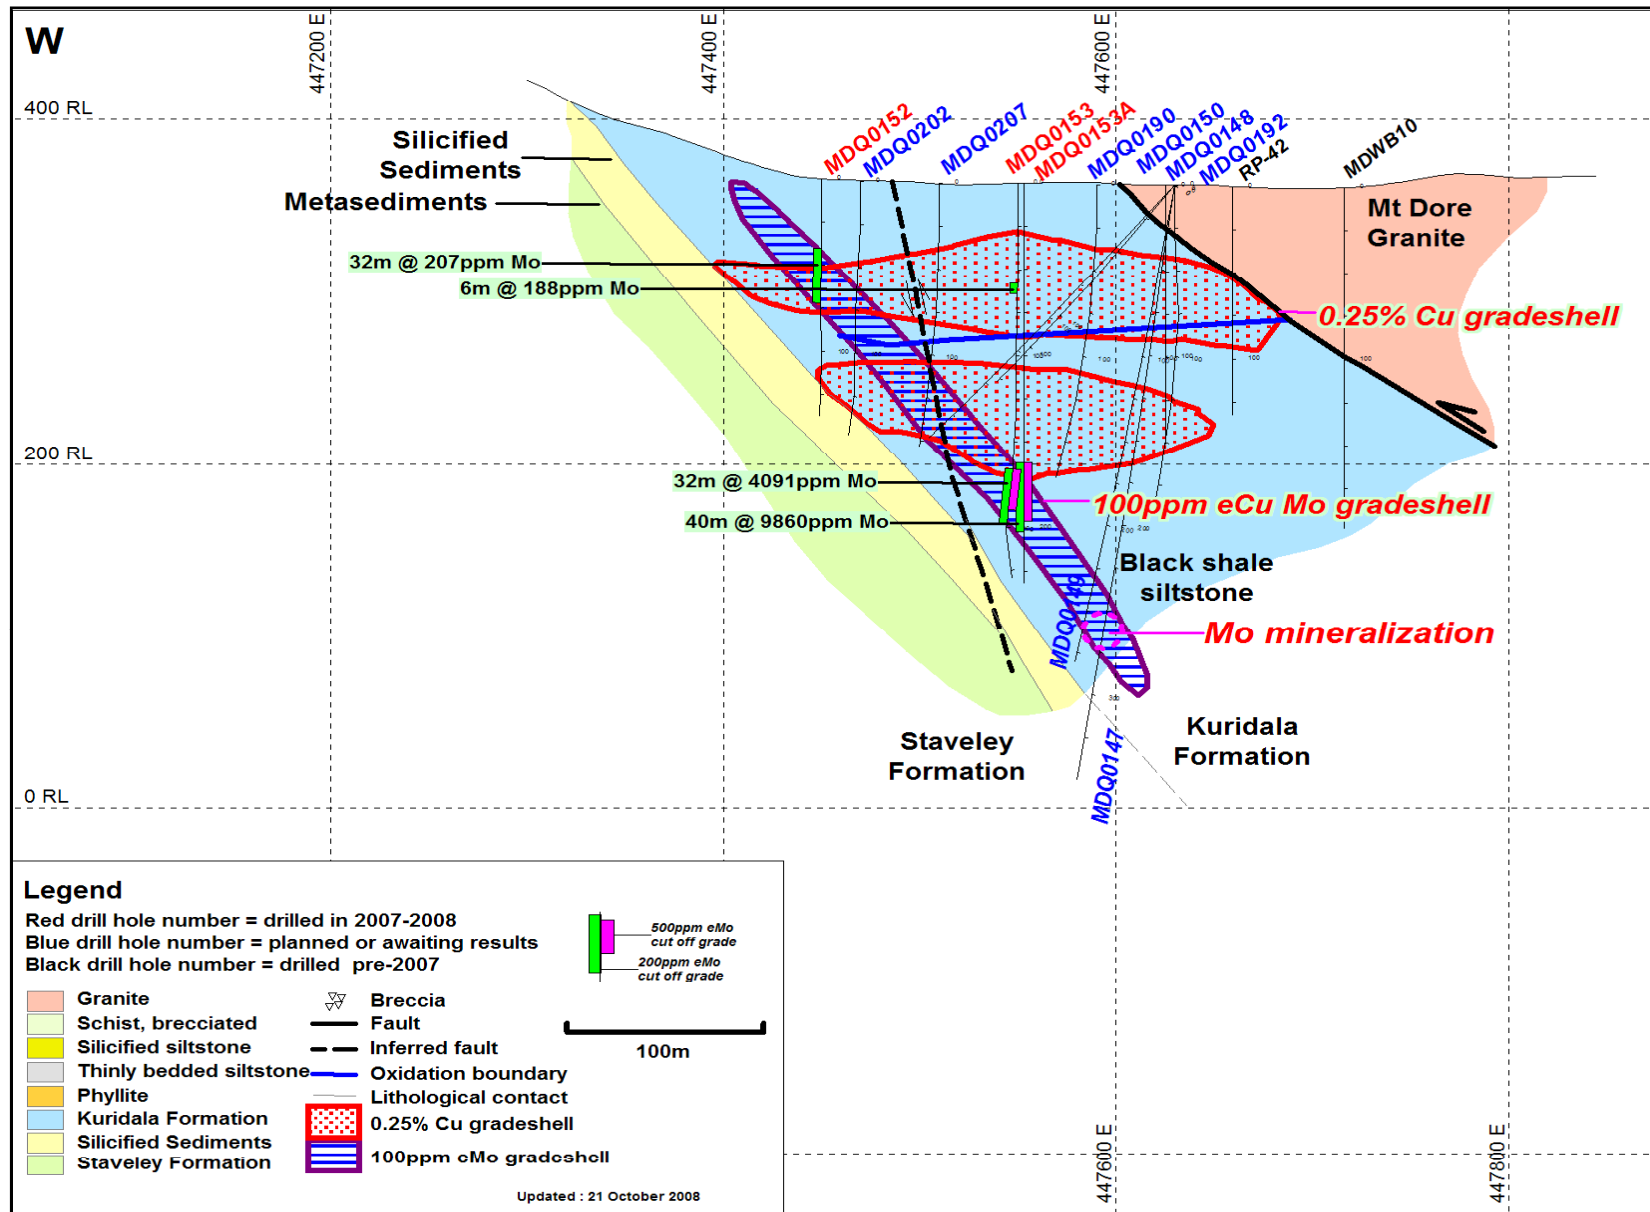 W
447200 E
447400 E
447600 E
400 RL
Silicified
Sediments
Metasediments
MDQ0152
MDQ0202
MDQ0207
MDQ0153
MDQ0153A
MDQ0190
MDQ0150
MDQ0148
MDQ0192
RP-42
MDWB10
Mt Dore
Granite
32m @ 207ppm Mo
6m @ 188ppm Mo
0.25% Cu gradeshell
200 RL
32m @ 4091ppm Mo
40m @ 9860ppm Mo
100ppm eCu Mo gradeshell
Black shale
siltstone
MDQ0149
Mo mineralization
MDQ0147
Staveley
Formation
Kuridala
Formation
0 RL
Legend
Red drill hole number = drilled in 2007-2008
Blue drill hole number = planned or awaiting results
Black drill hole number = drilled pre-2007
500ppm eMo
cut off grade
200ppm eMo
cut off grade
Granite
Schist, brecciated
Silicified siltstone
Thinly bedded siltstone
Phyllite
Kuridala Formation
Silicified Sediments
Staveley Formation
Breccia
Fault
Inferred fault
Oxidation boundary
Lithological contact
0.25% Cu gradeshell
100ppm eMo gradeshell
100m
Updated : 21 October 2008
447600 E
447800 E